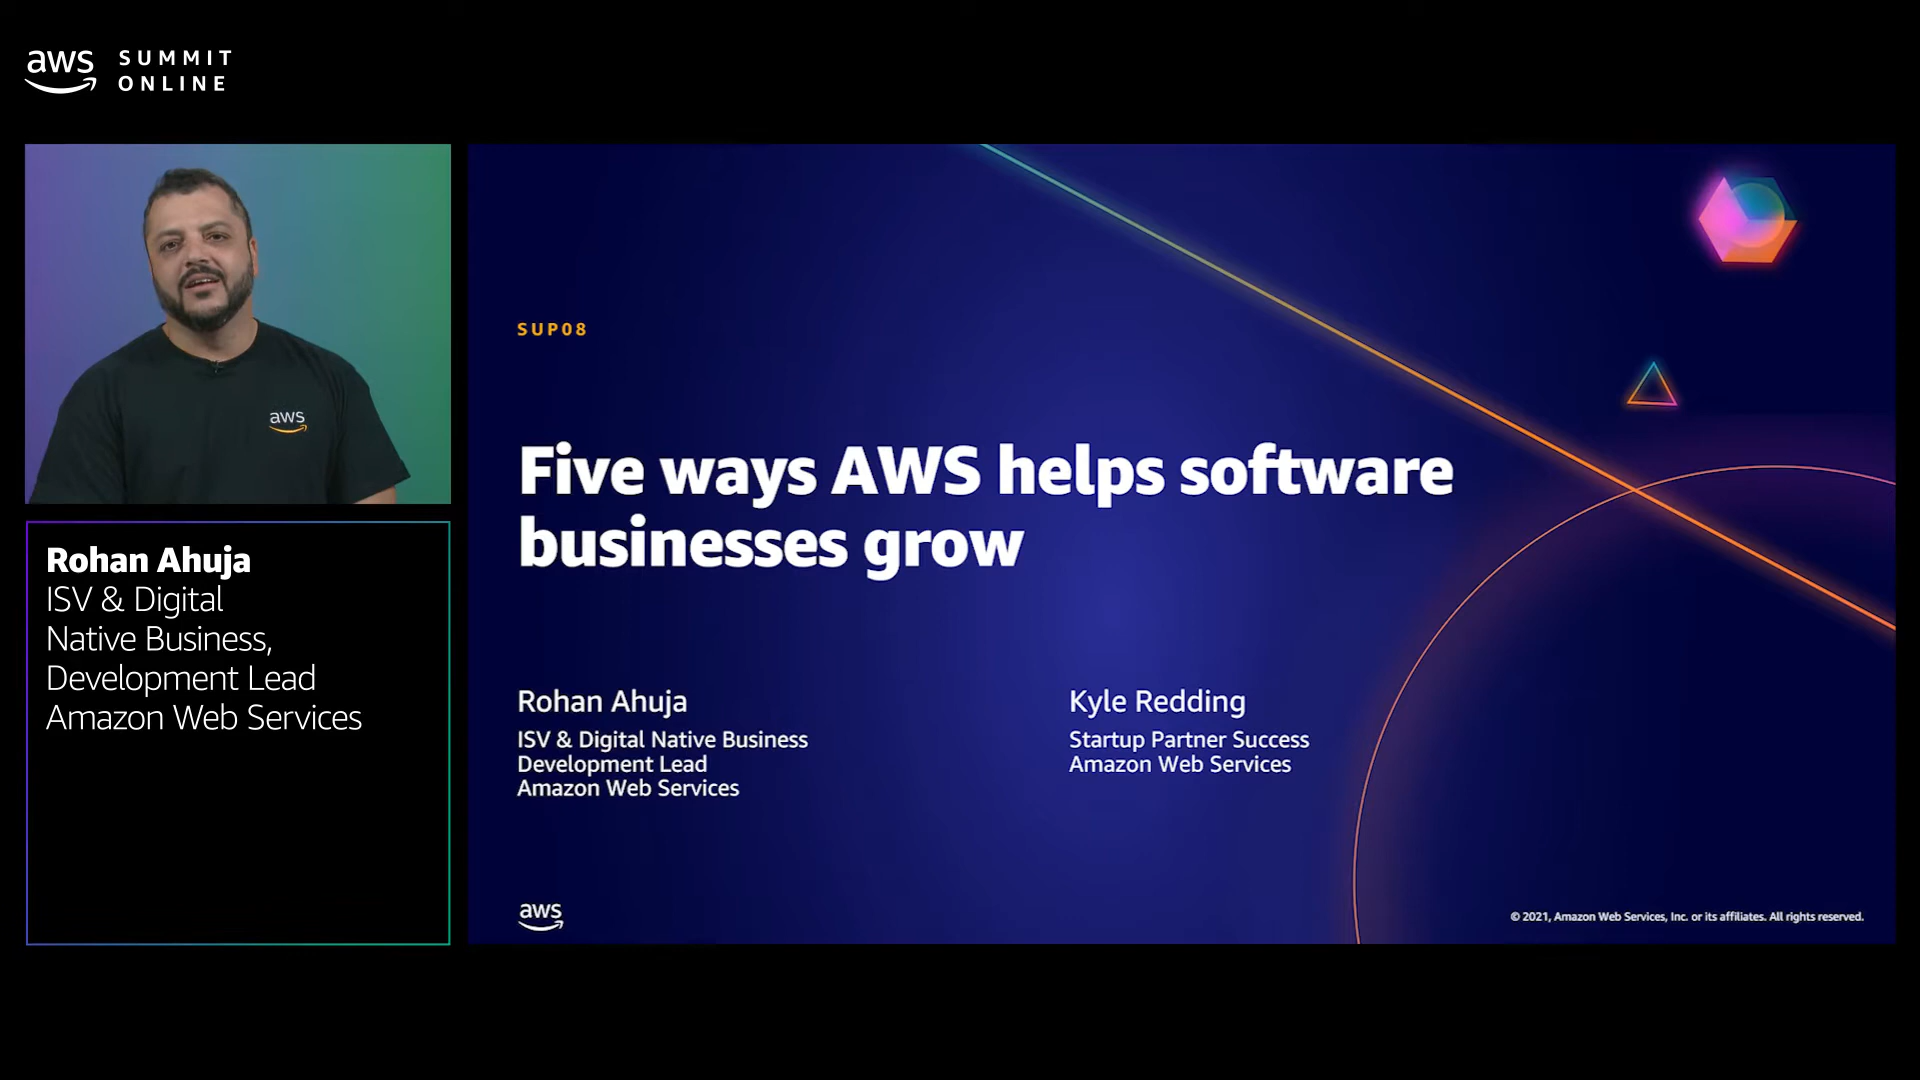 aws SUMMIT
ONLINE
aws
Rohan Ahuja
ISV & Digital
Native Business,
Development Lead
Amazon Web Services
SUP08
Five ways AWS helps software
businesses grow
Rohan Ahuja
ISV & Digital Native Business
Development Lead
Amazon Web Services
Kyle Redding
Startup Partner Success
Amazon Web Services
aws
© 2021, Amazon Web Services, Inc. or its affiliates. All rights reserved.